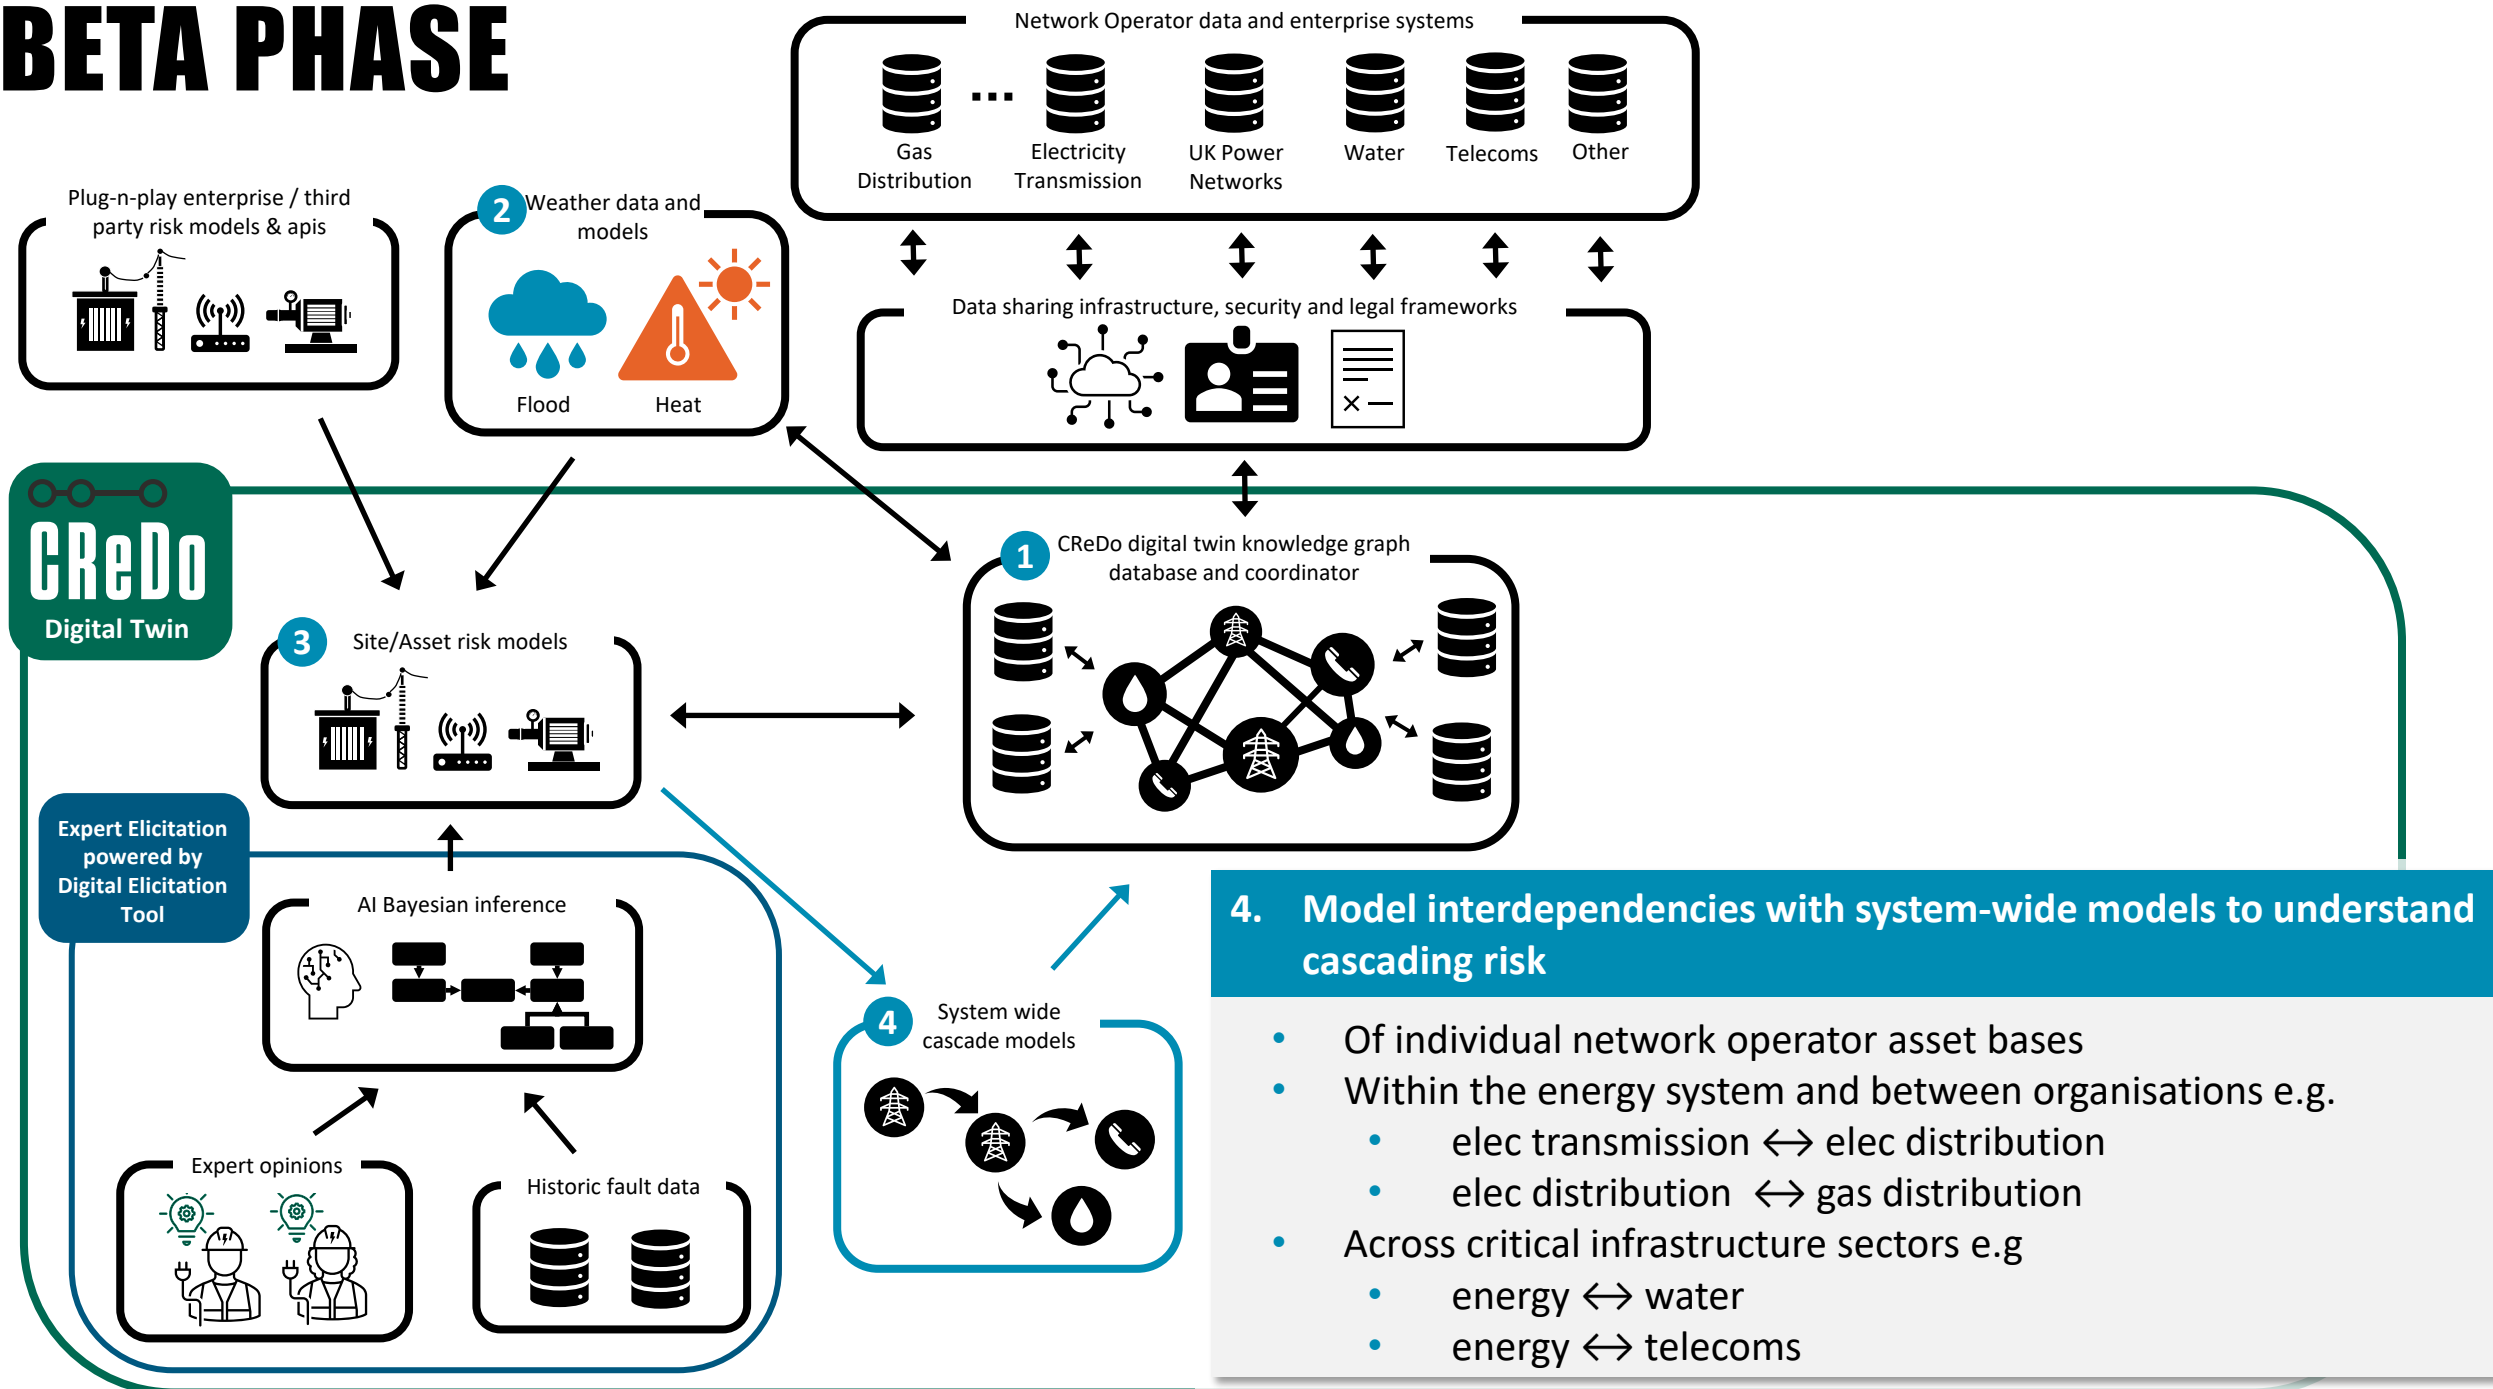 BETA PHASE
Network Operator data and enterprise systems
Gas
Distribution
...
Electricity
Transmission
UK Power
Networks
Water
Telecoms
Other
Plug-n-play enterprise / third
party risk models & apis
2
Weather data and
models
Flood
Heat
Data sharing infrastructure, security and legal frameworks
CReDo
Digital Twin
1
CReDo digital twin knowledge graph
database and coordinator
3
Site/Asset risk models
Expert Elicitation
powered by
Digital Elicitation
Tool
AI Bayesian inference
Expert opinions
Historic fault data
4
System wide
cascade models
4. Model interdependencies with system-wide models to understand
cascading risk
• Of individual network operator asset bases
• Within the energy system and between organisations e.g.
• elec transmission ↔ elec distribution
• elec distribution ↔ gas distribution
• Across critical infrastructure sectors e.g
• energy ↔ water
• energy ↔ telecoms